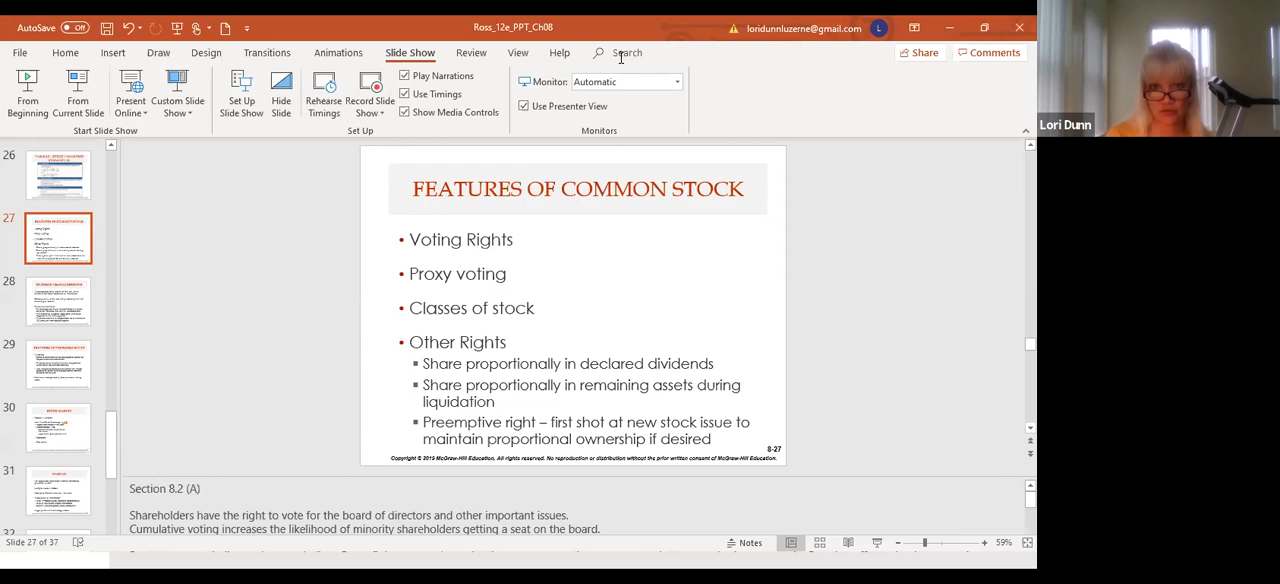 AutoSave Off Ross_12e_PPT_Ch08 loridunnluzerne@gmail.com L
File Home Insert Draw Design Transitions Animations Slide Show Review View Help Search Share Comments
From Beginning
From Current Slide
Present Online
Custom Slide Show
Set Up Slide Show
Hide Slide
Rehearse Timings
Record Slide Show
Play Narrations
Use Timings
Show Media Controls
Monitor: Automatic
Use Presenter View
Start Slide Show Set Up Monitors
Lori Dunn
26
27
28
29
30
31
32
FEATURES OF COMMON STOCK
• Voting Rights
• Proxy voting
• Classes of stock
• Other Rights
▪ Share proportionally in declared dividends
▪ Share proportionally in remaining assets during
liquidation
▪ Preemptive right – first shot at new stock issue to
maintain proportional ownership if desired
8-27
Copyright © 2019 McGraw-Hill Education. All rights reserved. No reproduction or distribution without the prior written consent of McGraw-Hill Education.
Section 8.2 (A)
Shareholders have the right to vote for the board of directors and other important issues.
Cumulative voting increases the likelihood of minority shareholders getting a seat on the board.
Slide 27 of 37 Notes 59%